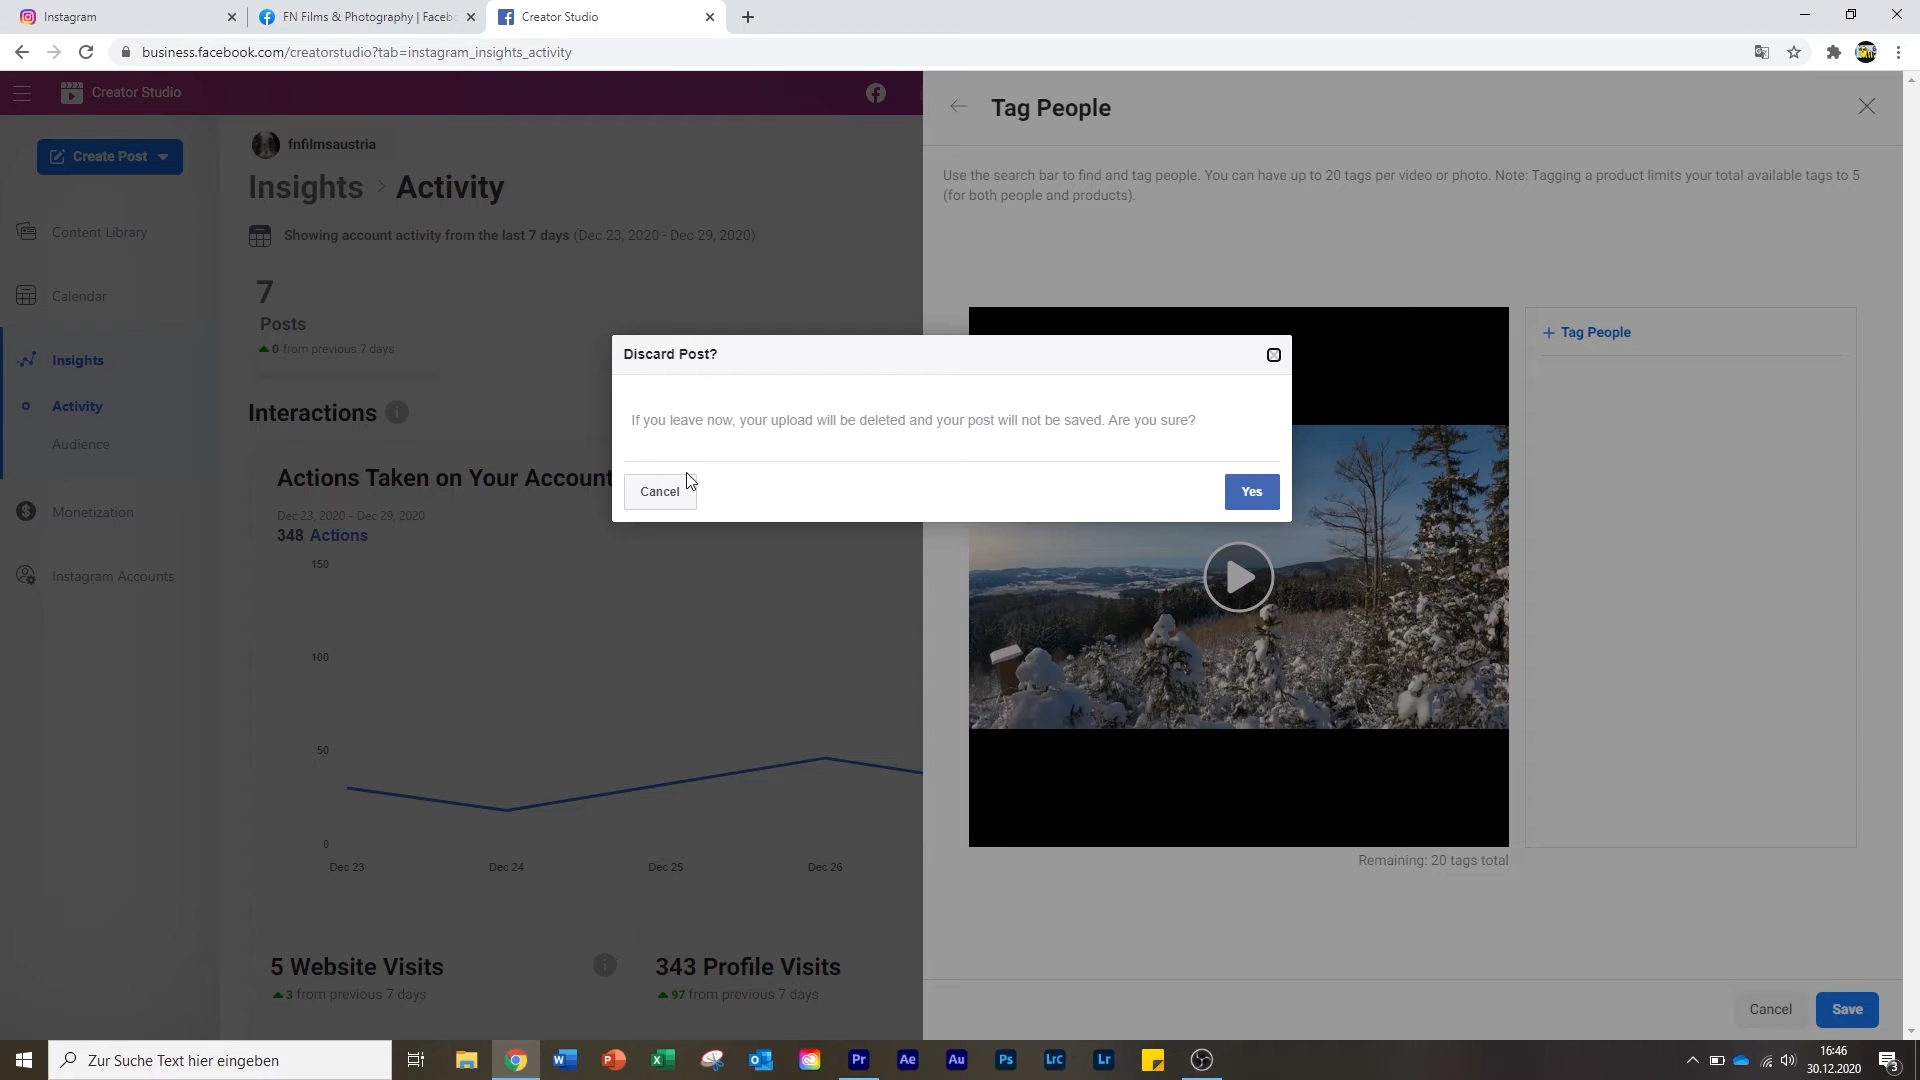 Instagram
FN Films & Photography | Facebo
Creator Studio
business.facebook.com/creatorstudio?tab=instagram_insights_activity
Creator Studio
Tag People
Create Post
fnfilmsaustria
Insights > Activity
Use the search bar to find and tag people. You can have up to 20 tags per video or photo. Note: Tagging a product limits your total available tags to 5
(for both people and products).
Content Library
Showing account activity from the last 7 days (Dec 23, 2020 - Dec 29, 2020)
Calendar
7
Posts
0 from previous 7 days
Tag People
Discard Post?
If you leave now, your upload will be deleted and your post will not be saved. Are you sure?
Cancel
Yes
Insights
Activity
Audience
Interactions
Monetization
Instagram Accounts
Actions Taken on Your Account
Dec 23, 2020 - Dec 29, 2020
348 Actions
150
100
50
0
Dec 23
Dec 24
Dec 25
Dec 26
Remaining: 20 tags total
5 Website Visits
3 from previous 7 days
343 Profile Visits
97 from previous 7 days
Cancel
Save
Zur Suche Text hier eingeben
Pr
Ae
Au
Ps
LrC
Lr
16:46
30.12.2020
3